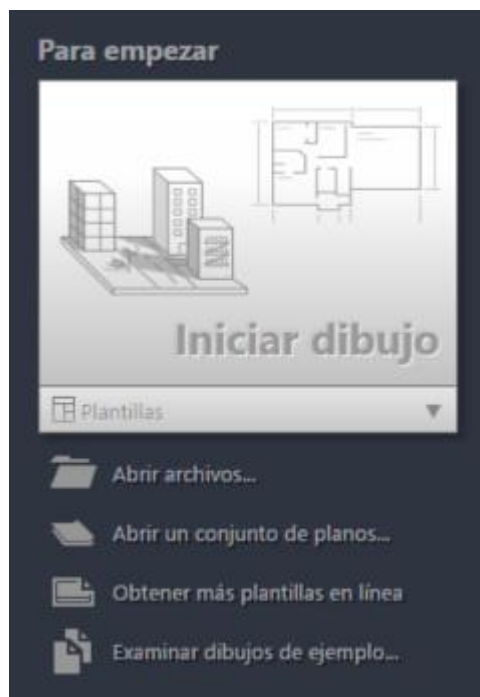 Para empezar
Iniciar dibujo
Plantillas
Abrir archivos...
Abrir un conjunto de planos...
Obtener más plantillas en línea
Examinar dibujos de ejemplo...